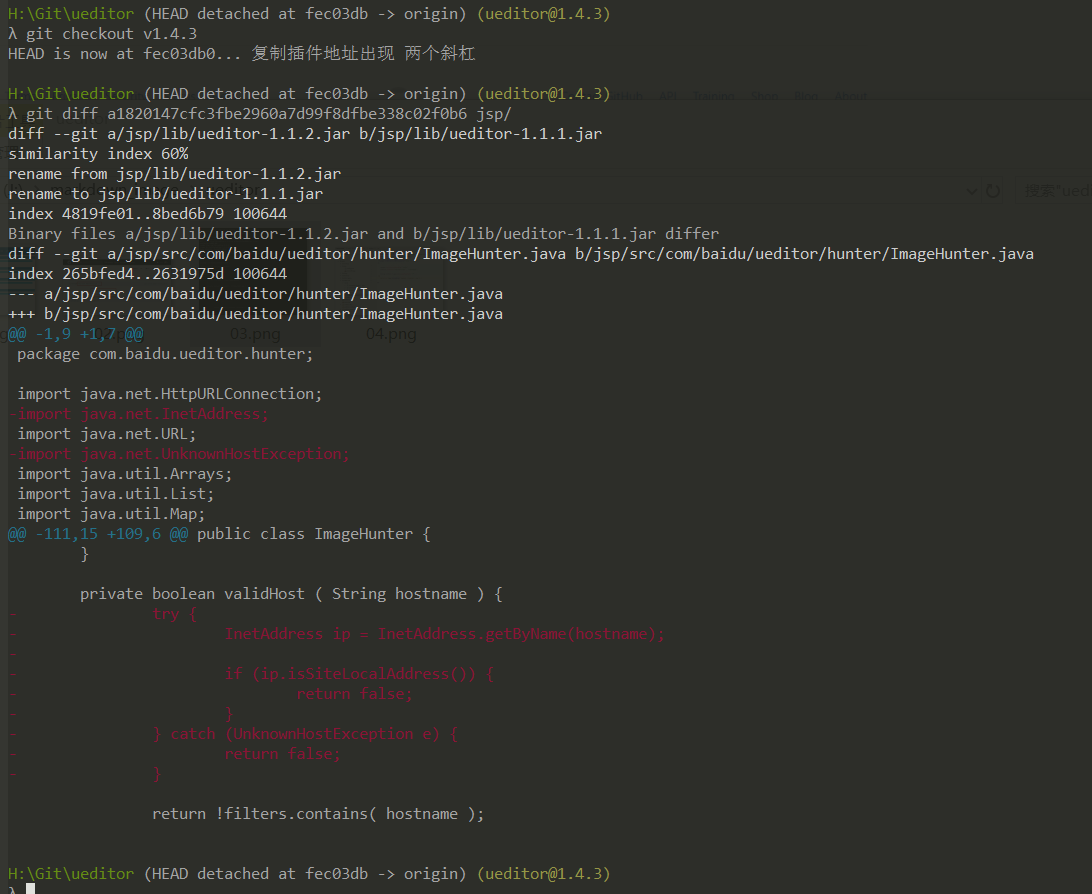 H:\Git\ueditor (HEAD detached at fec03db -> origin) (ueditor@1.4.3)
λ git checkout v1.4.3
HEAD is now at fec03db0... 复制插件地址出现 两个斜杠
H:\Git\ueditor (HEAD detached at fec03db -> origin) (ueditor@1.4.3)
λ git diff a1820147cfc3fbe2960a7d99f8dfbe338c02f0b6 jsp/
diff --git a/jsp/lib/ueditor-1.1.2.jar b/jsp/lib/ueditor-1.1.1.jar
similarity index 60%
rename from jsp/lib/ueditor-1.1.2.jar
rename to jsp/lib/ueditor-1.1.1.jar
搜索"ued
index 4819fe01..8bed6b79 100644
Binary files a/jsp/lib/ueditor-1.1.2.jar and b/jsp/lib/ueditor-1.1.1.jar differ
diff --git a/jsp/src/com/baidu/ueditor/hunter/ImageHunter.java b/jsp/src/com/baidu/ueditor/hunter/ImageHunter.java
index 265bfed4..2631975d 100644
--- a/jsp/src/com/baidu/ueditor/hunter/ImageHunter.java
+++ b/jsp/src/com/baidu/ueditor/hunter/ImageHunter.java
@@ -1,9 +1,7 @@
03.png
04.png
package com.baidu.ueditor.hunter;
import java.net.HttpURLConnection;
-import java.net.InetAddress;
import java.net.URL;
-import java.net.UnknownHostException;
import java.util.Arrays;
import java.util.List;
import java.util.Map;
@@ -111,15 +109,6 @@ public class ImageHunter {
}
private boolean validHost ( String hostname ) {
- try {
- InetAddress ip = InetAddress.getByName(hostname);
-
- if (ip.isSiteLocalAddress()) {
- return false;
- }
- } catch (UnknownHostException e) {
- return false;
- }
return !filters.contains( hostname );
H:\Git\ueditor (HEAD detached at fec03db -> origin) (ueditor@1.4.3)
λ